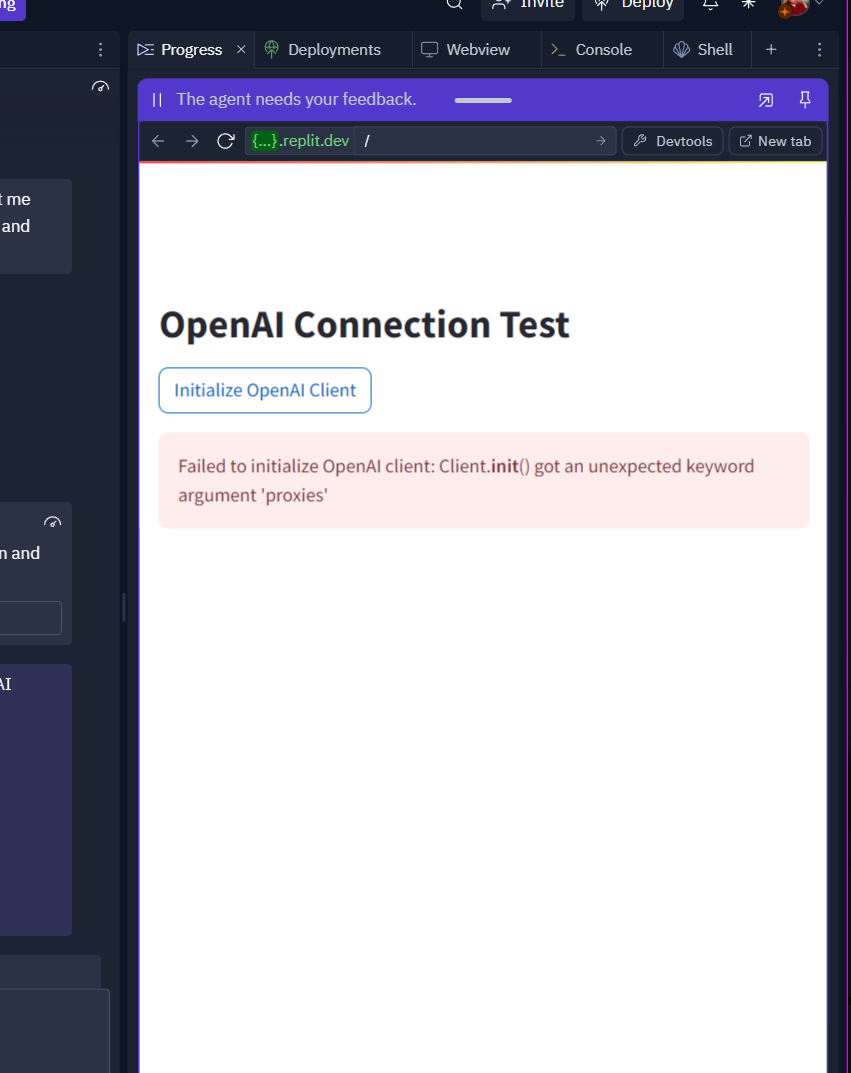 ng
Invite
Deploy
Progress
Deployments
Webview
Console
Shell
The agent needs your feedback.
{...}.replit.dev /
Devtools
New tab
t me
and
OpenAI Connection Test
Initialize OpenAI Client
Failed to initialize OpenAI client: Client.init() got an unexpected keyword
argument 'proxies'
n and
AI